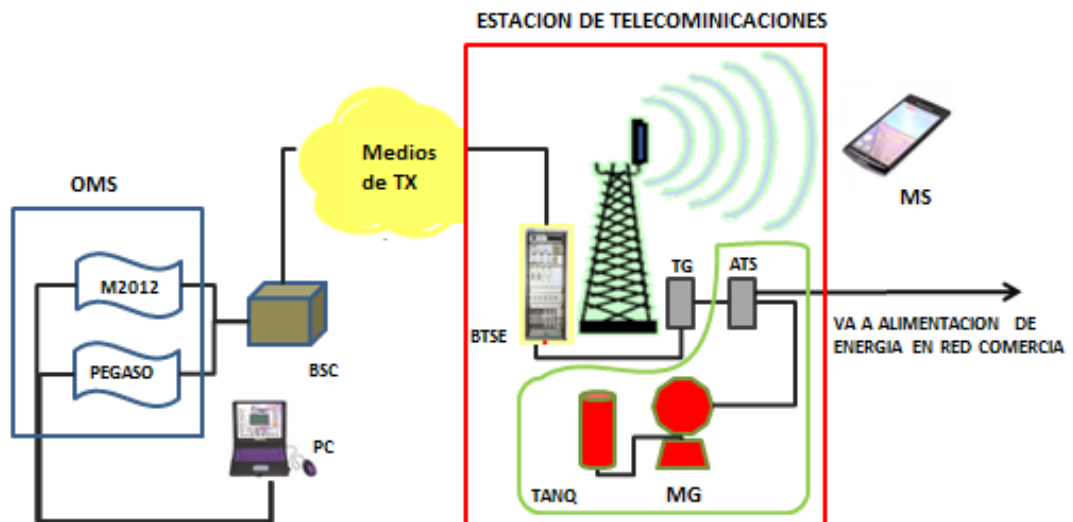 ESTACION DE TELECOMINICACIONES
Medios
de TX
OMS
MS
M2012
TG
ATS
BTSE
VA A ALIMENTACION DE
ENERGIA EN RED COMERCIA
PEGASO
BSC
PC
TANQ
MG